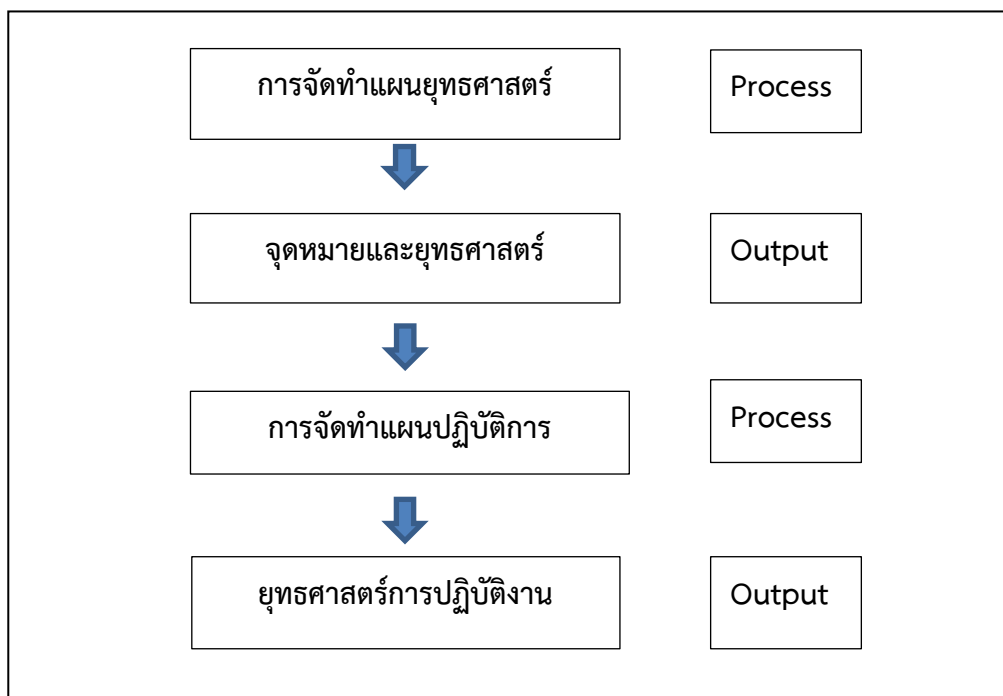 การจัดทำแผนยุทธศาสตร์
Process
จุดหมายและยุทธศาสตร์
Output
การจัดทำแผนปฏิบัติการ
Process
ยุทธศาสตร์การปฏิบัติงาน
Output